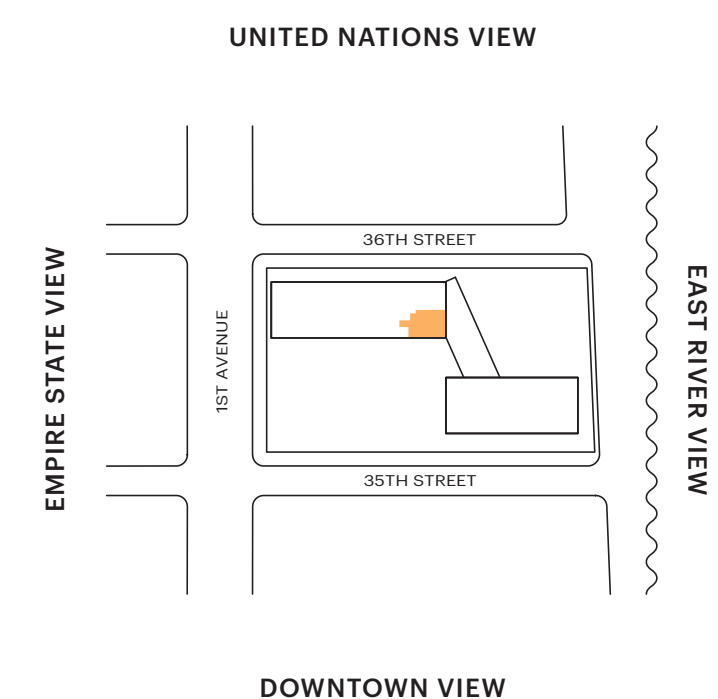 UNITED NATIONS VIEW
36TH STREET
EMPIRE STATE VIEW
1ST AVENUE
EAST RIVER VIEW
35TH STREET
DOWNTOWN VIEW